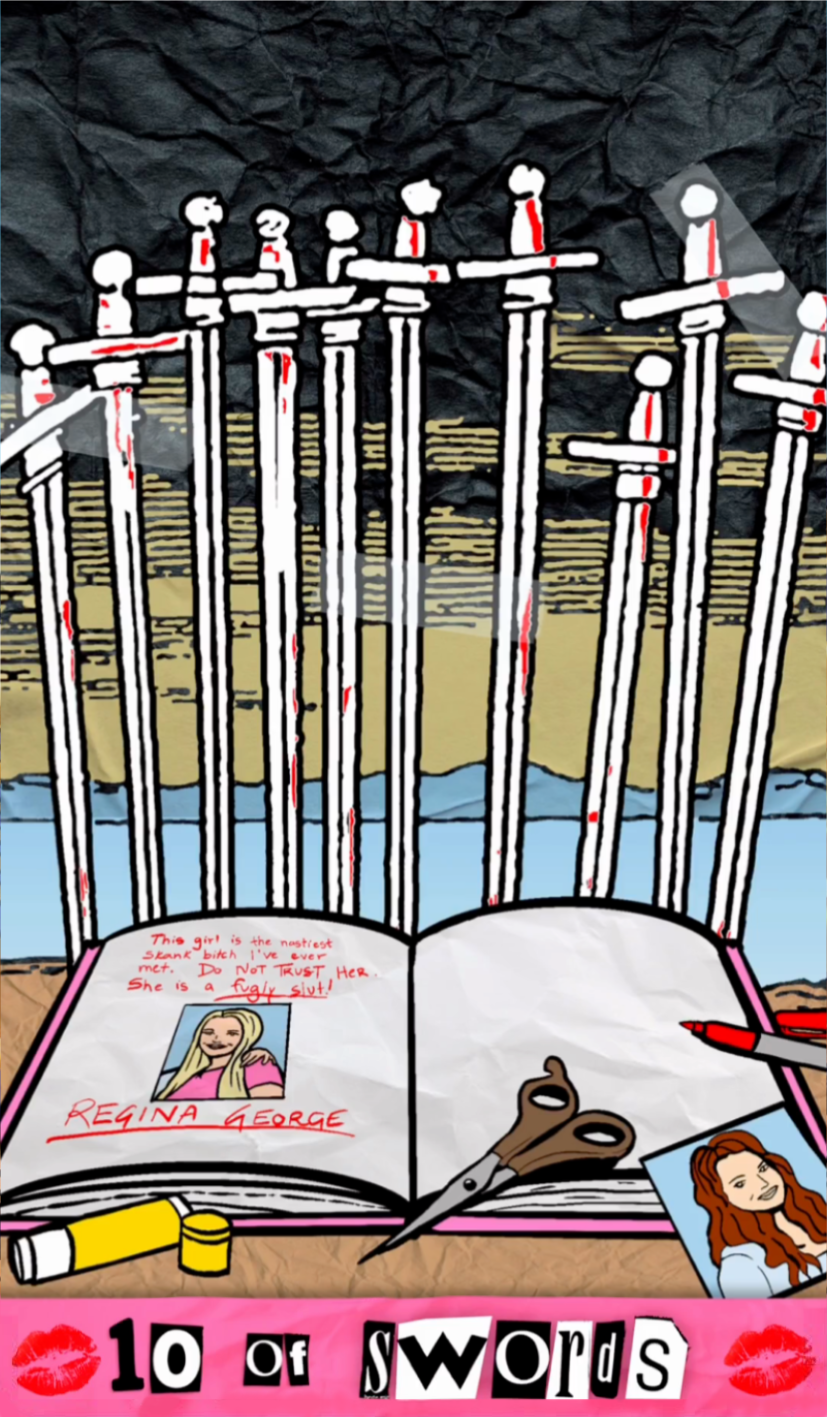 This girl is the nastiest
skank bitch I've ever
met. Do NOT TRUST Her.
She is a fugly slut!
REGINA GEORGE
10 of swords